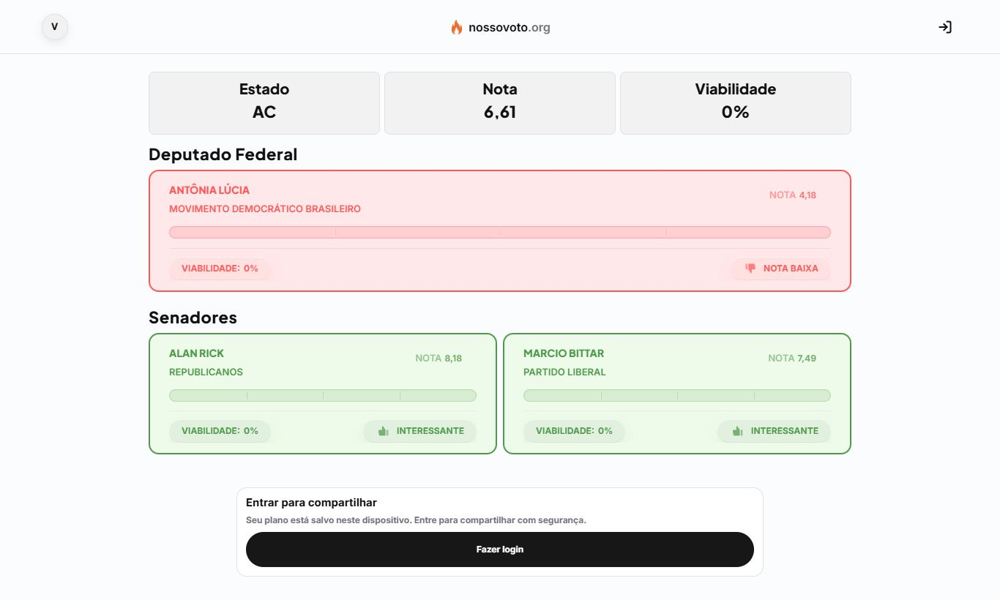 V
nossovoto.org
Estado
AC
Nota
6,61
Viabilidade
0%
Deputado Federal
ANTÔNIA LÚCIA
NOTA 4,18
MOVIMENTO DEMOCRÁTICO BRASILEIRO
VIABILIDADE: 0%
NOTA BAIXA
Senadores
ALAN RICK
NOTA 8,18
REPUBLICANOS
VIABILIDADE: 0%
INTERESSANTE
MARCIO BITTAR
NOTA 7,49
PARTIDO LIBERAL
VIABILIDADE: 0%
INTERESSANTE
Entrar para compartilhar
Seu plano está salvo neste dispositivo. Entre para compartilhar com segurança.
Fazer login